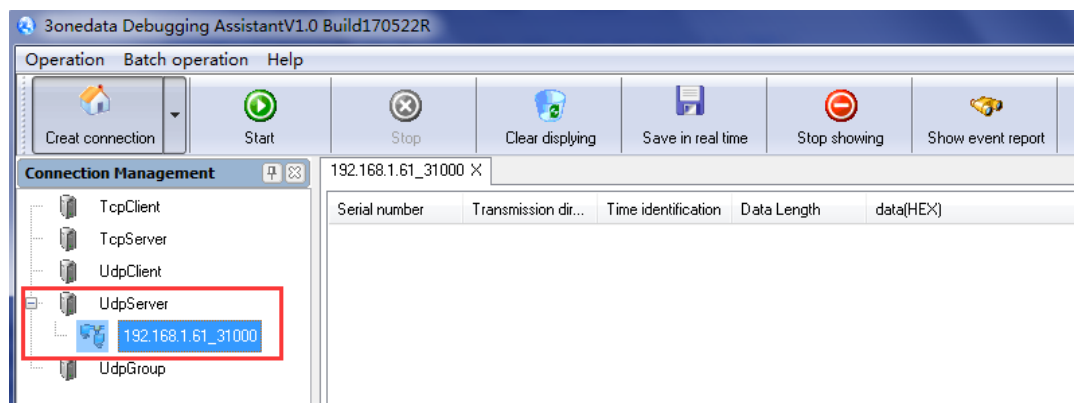 3onedata Debugging AssistantV1.0 Build170522R
Operation Batch operation Help
Creat connection Start Stop Clear displying Save in real time Stop showing Show event report
Connection Management 192.168.1.61_31000 X
Serial number Transmission dir... Time identification Data Length data(HEX)
TcpClient
TcpServer
UdpClient
UdpServer
192.168.1.61_31000
UdpGroup